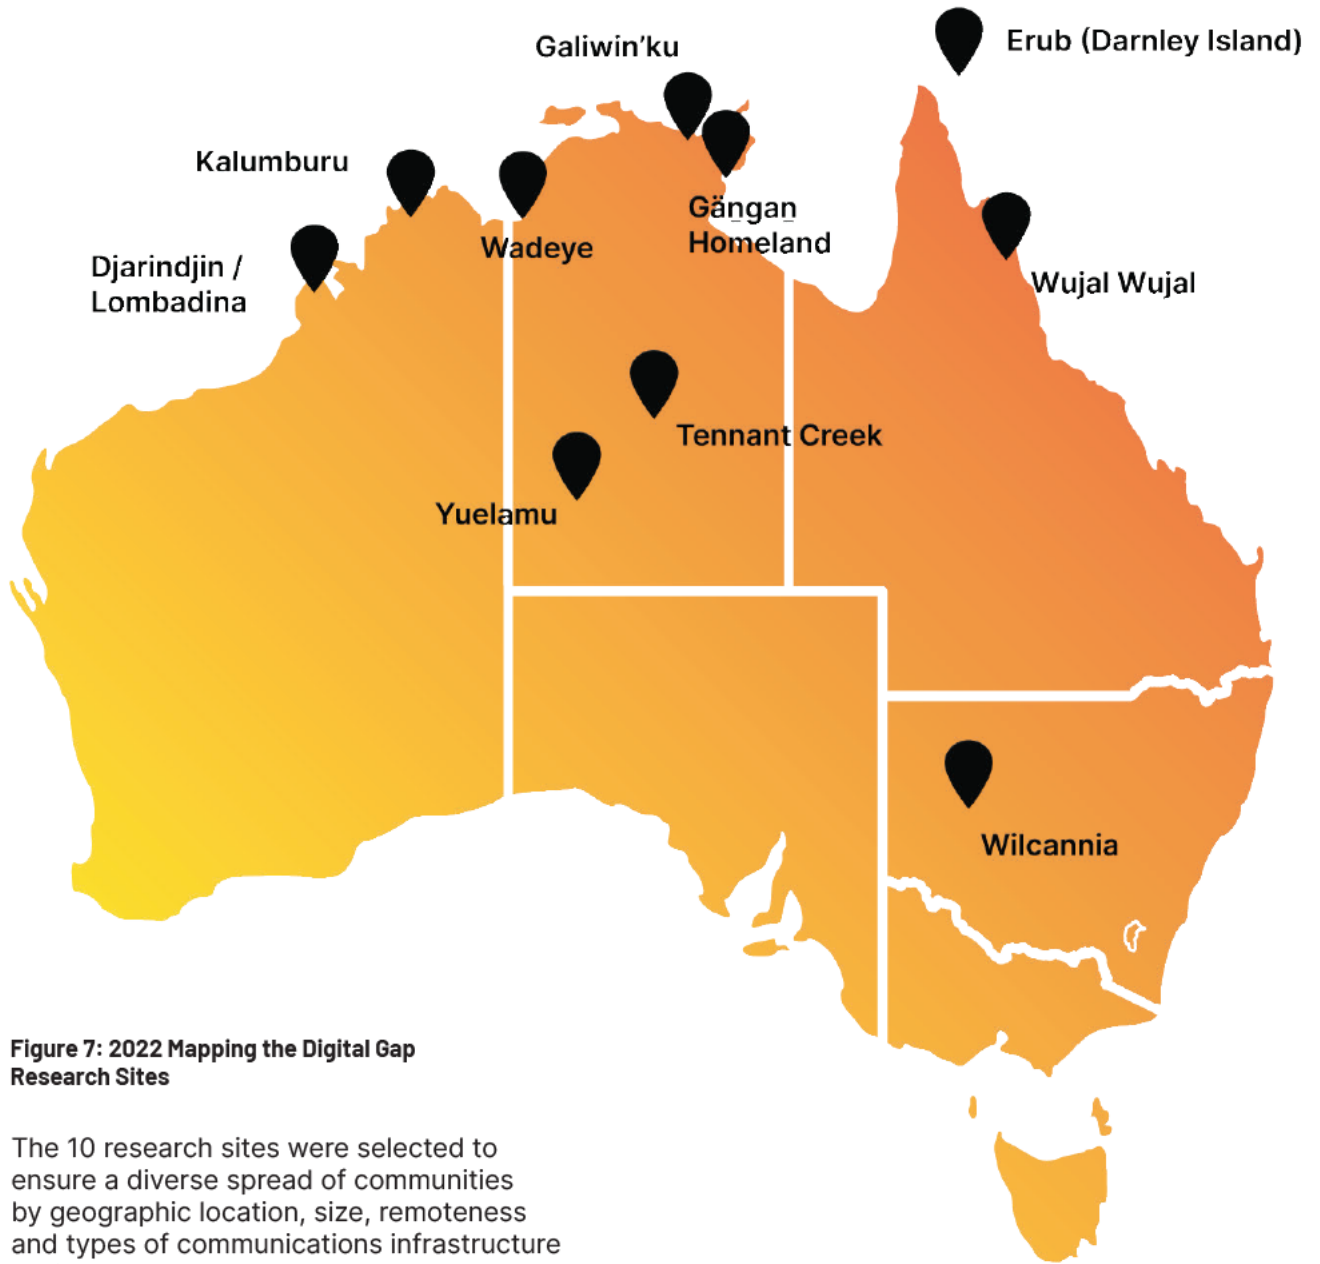 Galiwin’ku
Erub (Darnley Island)
Kalumburu
Gängan
Homeland
Wadeye
Djarindjin /
Lombadina
Wujal Wujal
Tennant Creek
Yuelamu
Wilcannia
Figure 7: 2022 Mapping the Digital Gap
Research Sites
The 10 research sites were selected to
ensure a diverse spread of communities
by geographic location, size, remoteness
and types of communications infrastructure